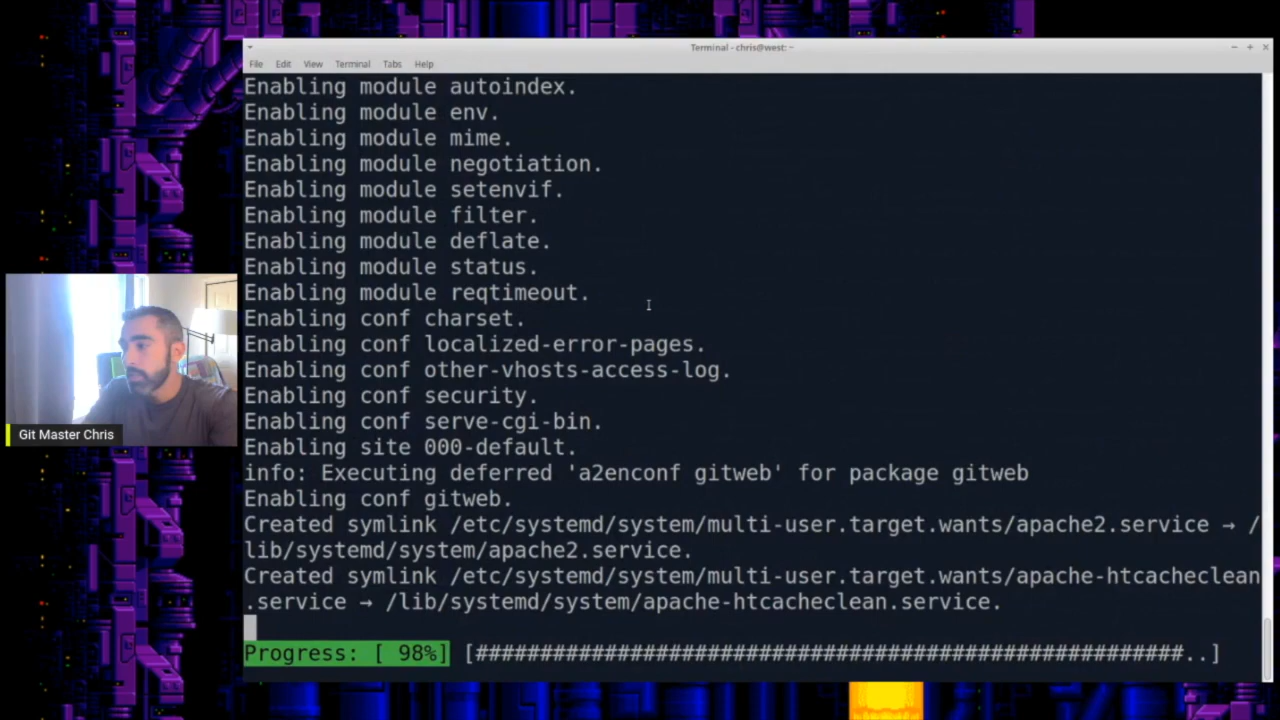 Terminal - chris@west: ~
File Edit View Terminal Tabs Help
Enabling module autoindex.
Enabling module env.
Enabling module mime.
Enabling module negotiation.
Enabling module setenvif.
Enabling module filter.
Enabling module deflate.
Enabling module status.
Enabling module reqtimeout.
Enabling conf charset.
Enabling conf localized-error-pages.
Enabling conf other-vhosts-access-log.
Enabling conf security.
Enabling conf serve-cgi-bin.
Enabling site 000-default.
info: Executing deferred 'a2enconf gitweb' for package gitweb
Enabling conf gitweb.
Created symlink /etc/systemd/system/multi-user.target.wants/apache2.service → /
lib/systemd/system/apache2.service.
Created symlink /etc/systemd/system/multi-user.target.wants/apache-htcacheclean
.service → /lib/systemd/system/apache-htcacheclean.service.
Progress: [ 98%] [#######################################################..]
Git Master Chris